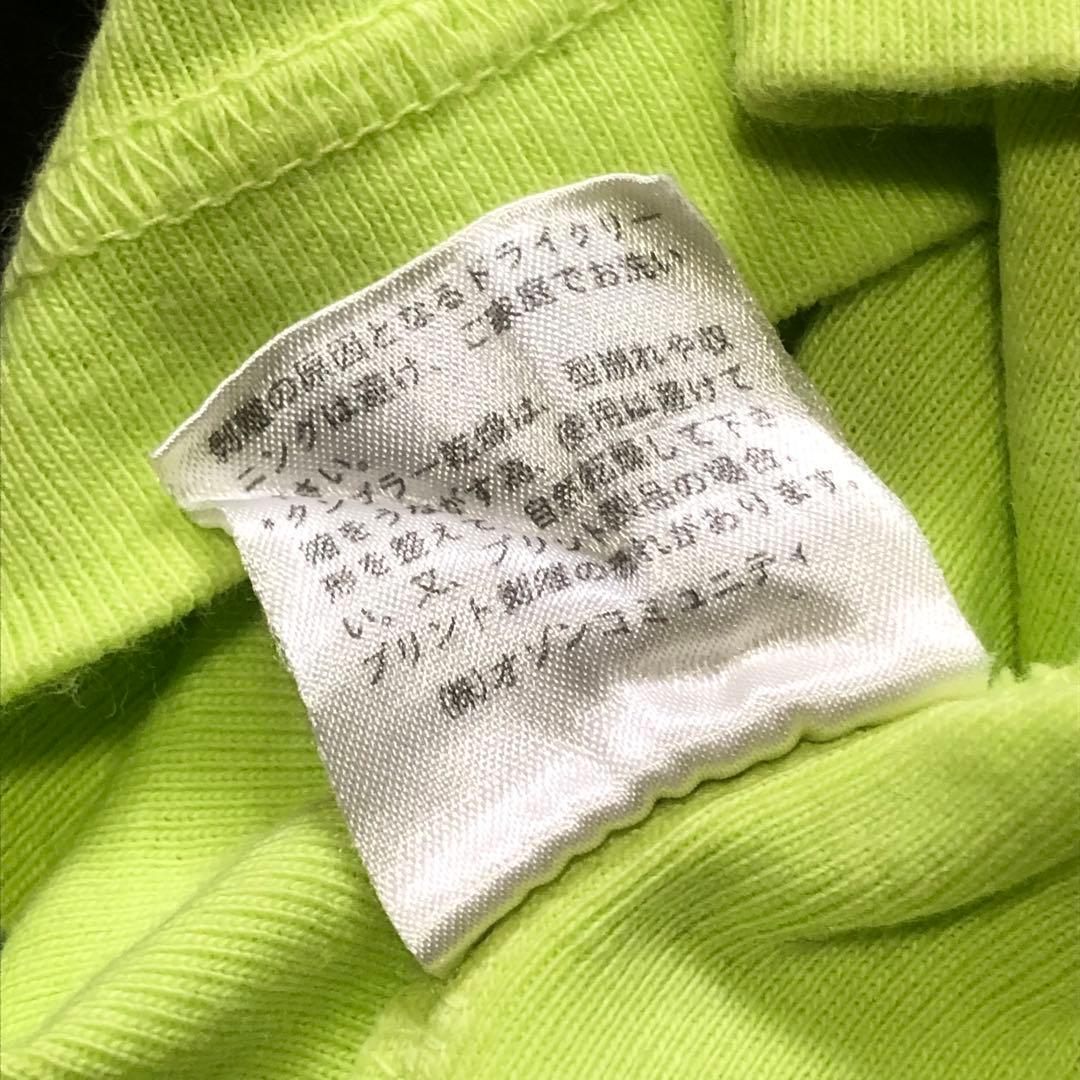 剥離の原因となるドライクリー
ニングは避け、ご家庭でお洗い
下さい。
タンブラー乾燥は、型崩れや収
縮をうながす為、使用は避けて
形を整えて、自然乾燥して下さ
い。又、プリント製品の場合、
プリント剥離の恐れがあります。
(株)オゾンコミュニティ